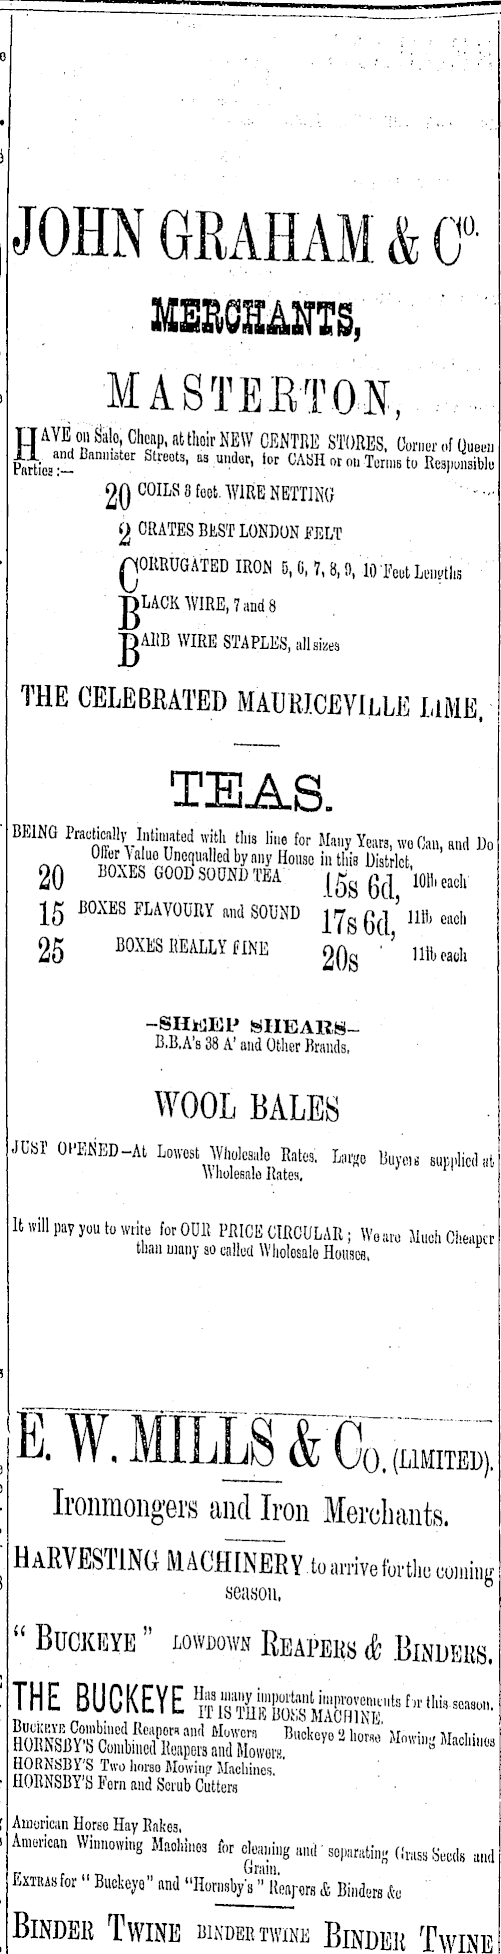 JOHN GRAHAM & Co.
MERCHANTS,
MASTERTON,
HAVE on Sale, Cheap, at their NEW CENTRE STORES, Corner of Queen
and Bannister Streets, as under, for CASH or on Terms to Responsible
Parties :—
20 COILS 3 feet. WIRE NETTING
2 CRATES BEST LONDON FELT
CORRUGATED IRON 5, 6, 7, 8, 9, 10 Feet Lengths
BLACK WIRE, 7 and 8
BARB WIRE STAPLES, all sizes
THE CELEBRATED MAURICEVILLE LIME.
TEAS.
BEING Practically Intimated with this line for Many Years, we Can, and Do
Offer Value Unequalled by any House in this District,
20 BOXES GOOD SOUND TEA 15s 6d, 10lb each
15 BOXES FLAVOURY and SOUND 17s 6d, 11lb each
25 BOXES REALLY FINE 20s 11lb each
–SHEEP SHEARS–
B.B.A's 38 A' and Other Brands.
WOOL BALES
JUST OPENED—At Lowest Wholesale Rates. Large Buyers supplied at
Wholesale Rates.
It will pay you to write for OUR PRICE CIRCULAR ; We are Much Cheaper
than many so called Wholesale Houses.
E. W. MILLS & Co. (LIMITED).
Ironmongers and Iron Merchants.
HARVESTING MACHINERY to arrive for the coming
season.
"BUCKEYE" LOWDOWN REAPERS & BINDERS.
THE BUCKEYE Has many important improvements for this season.
IT IS THE BOSS MACHINE.
BUCKEYE Combined Reapers and Mowers Buckeye 2 horse Mowing Machines
HORNSBY'S Combined Reapers and Mowers.
HORNSBY'S Two horse Mowing Machines.
HORNSBY'S Fern and Scrub Cutters
American Horse Hay Rakes.
American Winnowing Machines for cleaning and separating Grass Seeds and
Grain.
EXTRAS for "Buckeye" and "Hornsby's" Reapers & Binders &c
BINDER TWINE BINDER TWINE BINDER TWINE